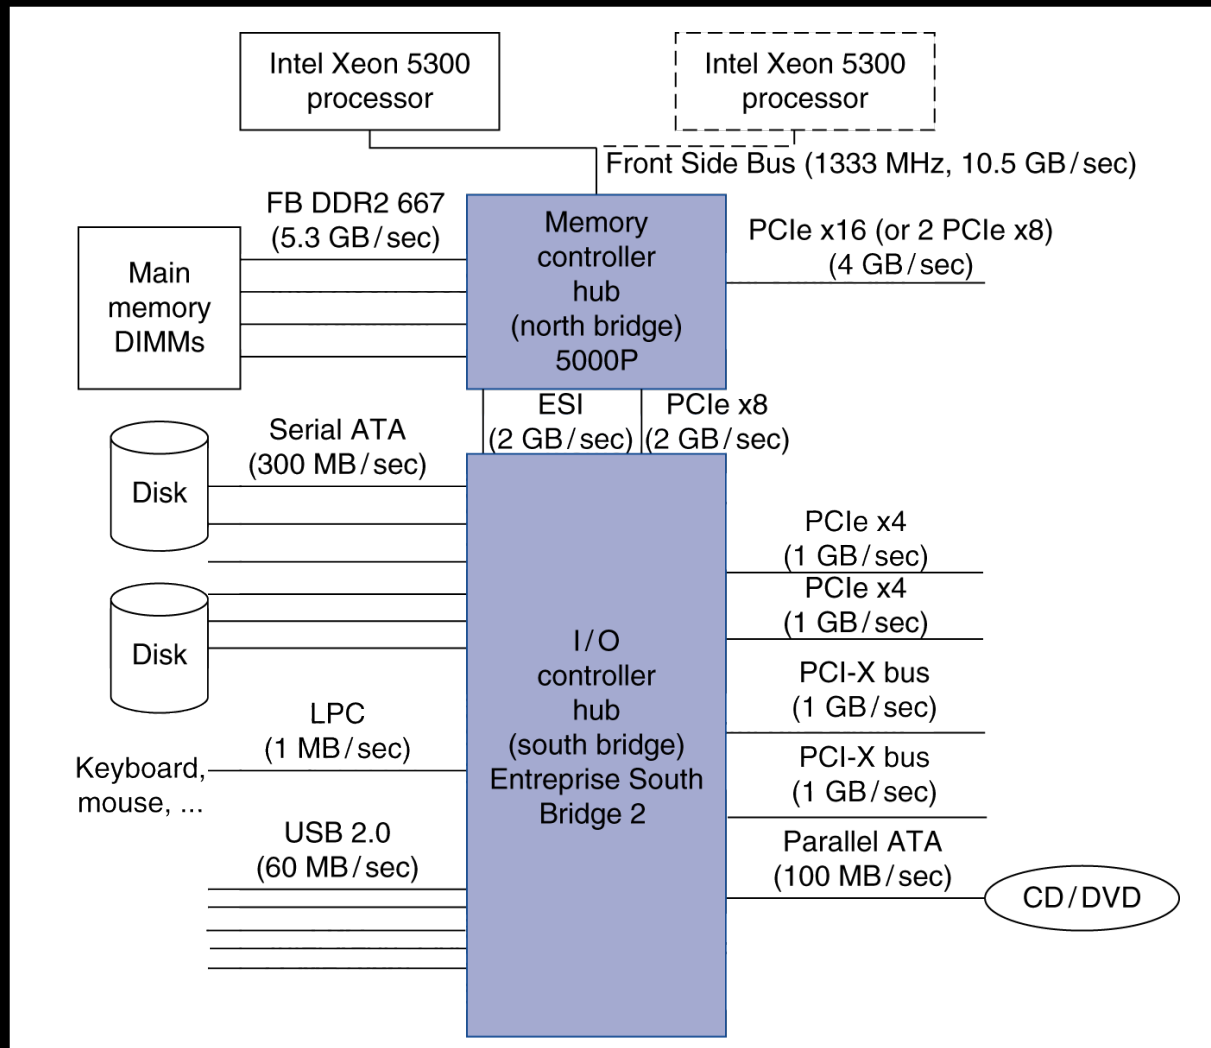 Intel Xeon 5300
processor
Intel Xeon 5300
processor
Front Side Bus (1333 MHz, 10.5 GB/sec)
FB DDR2 667
(5.3 GB/sec)
Main
memory
DIMMs
Memory
controller
hub
(north bridge)
5000P
PCIe x16 (or 2 PCIe x8)
(4 GB/sec)
ESI
(2 GB/sec)
PCIe x8
(2 GB/sec)
Serial ATA
(300 MB/sec)
Disk
Disk
LPC
(1 MB/sec)
Keyboard,
mouse, ...
USB 2.0
(60 MB/sec)
I/O
controller
hub
(south bridge)
Entreprise South
Bridge 2
PCIe x4
(1 GB/sec)
PCIe x4
(1 GB/sec)
PCI-X bus
(1 GB/sec)
PCI-X bus
(1 GB/sec)
Parallel ATA
(100 MB/sec)
CD/DVD